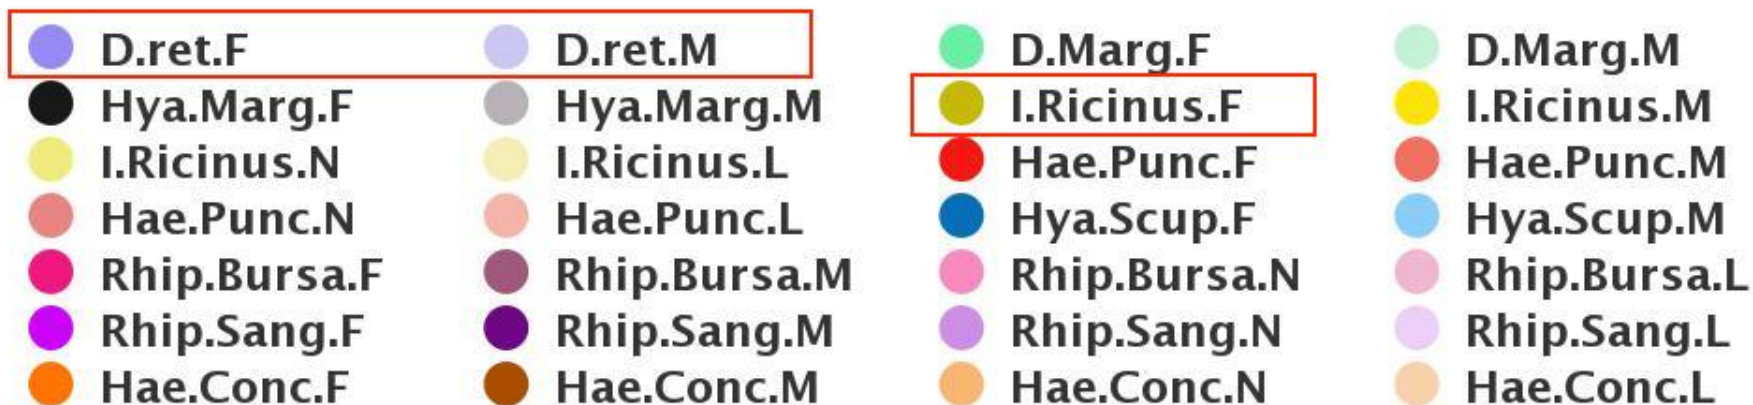 D.ret.F D.ret.M D.Marg.F D.Marg.M
Hya.Marg.F Hya.Marg.M I.Ricinus.F I.Ricinus.M
I.Ricinus.N I.Ricinus.L Hae.Punc.F Hae.Punc.M
Hae.Punc.N Hae.Punc.L Hya.Scup.F Hya.Scup.M
Rhip.Bursa.F Rhip.Bursa.M Rhip.Bursa.N Rhip.Bursa.L
Rhip.Sang.F Rhip.Sang.M Rhip.Sang.N Rhip.Sang.L
Hae.Conc.F Hae.Conc.M Hae.Conc.N Hae.Conc.L